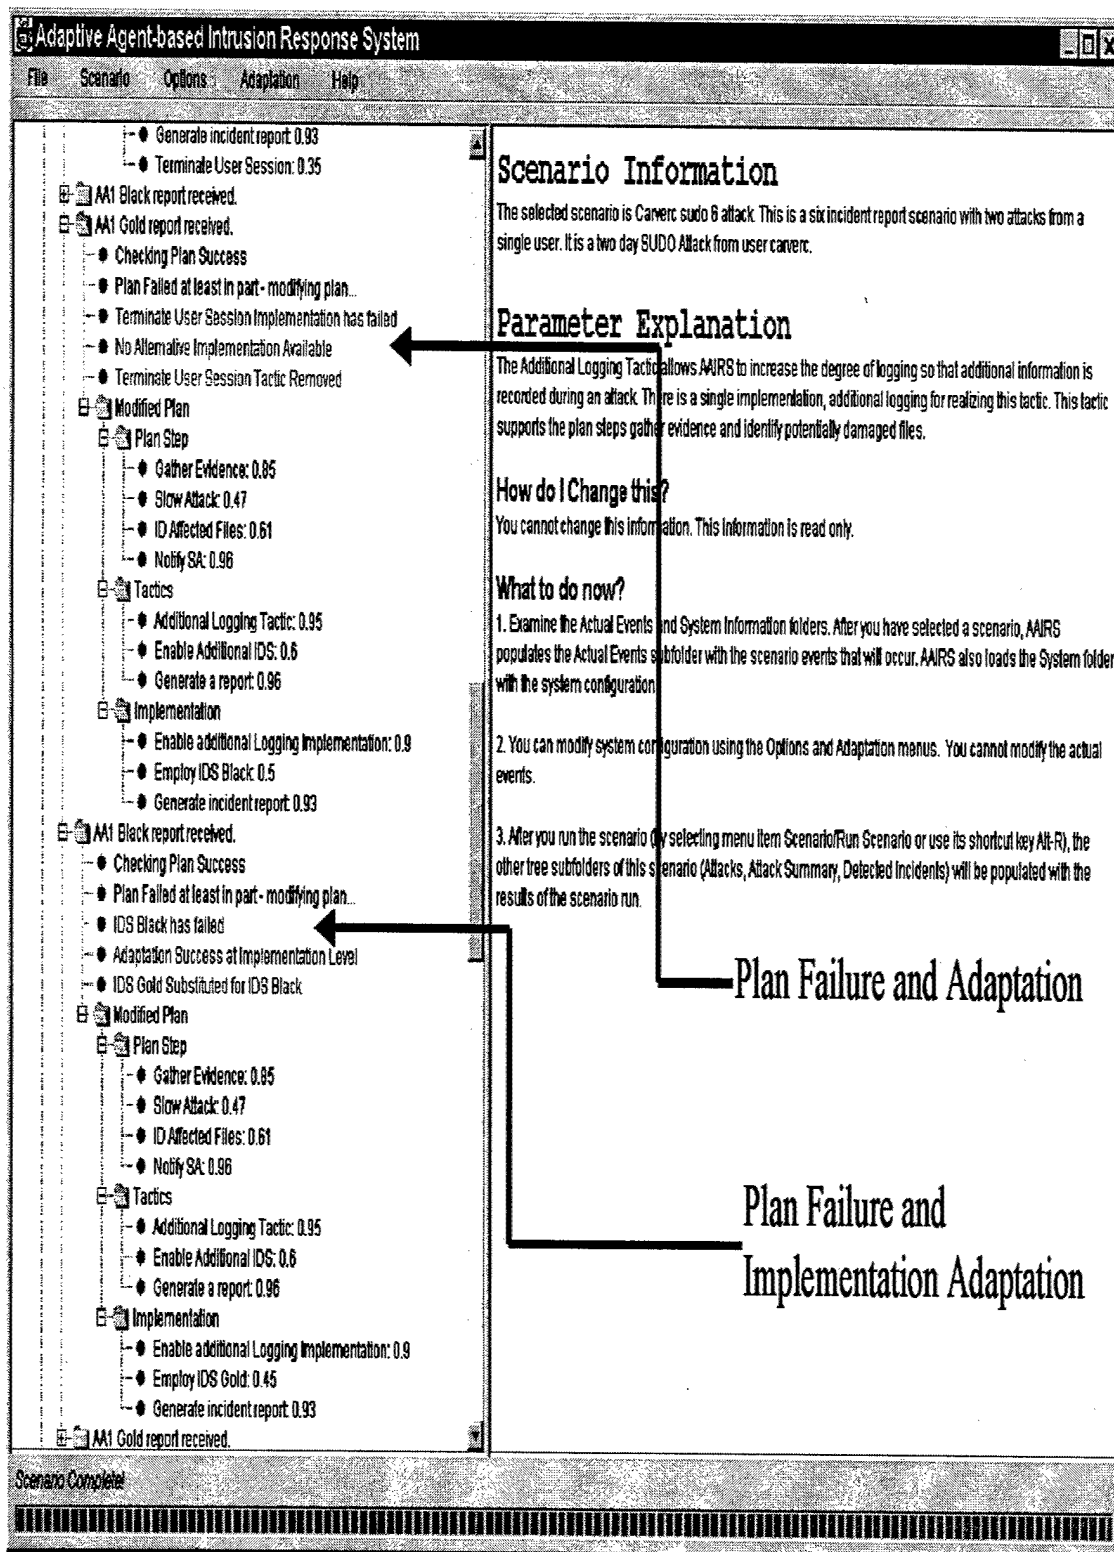 Adaptive Agent-based Intrusion Response System
File Scenario Options Adaptation Help
Generate incident report: 0.93
Terminate User Session: 0.35
AA1 Black report received.
AA1 Gold report received.
Checking Plan Success
Plan Failed at least in part - modifying plan...
Terminate User Session Implementation has failed
No Alternative Implementation Available
Terminate User Session Tactic Removed
Modified Plan
Plan Step
Gather Evidence: 0.85
Slow Attack: 0.47
ID Affected Files: 0.61
Notify SA: 0.96
Tactics
Additional Logging Tactic: 0.95
Enable Additional IDS: 0.6
Generate a report: 0.96
Implementation
Enable additional Logging Implementation: 0.9
Employ IDS Black: 0.5
Generate incident report: 0.93
AA1 Black report received.
Checking Plan Success
Plan Failed at least in part - modifying plan...
IDS Black has failed
Adaptation Success at Implementation Level
IDS Gold Substituted for IDS Black
Modified Plan
Plan Step
Gather Evidence: 0.85
Slow Attack: 0.47
ID Affected Files: 0.61
Notify SA: 0.96
Tactics
Additional Logging Tactic: 0.95
Enable Additional IDS: 0.6
Generate a report: 0.96
Implementation
Enable additional Logging Implementation: 0.9
Employ IDS Gold: 0.45
Generate incident report: 0.93
AA1 Gold report received.
Scenario Information
The selected scenario is Carverc sudo 6 attack. This is a six incident report scenario with two attacks from a
single user. It is a two day SUDO Attack from user carverc.
Parameter Explanation
The Additional Logging Tactic allows AAIRS to increase the degree of logging so that additional information is
recorded during an attack. There is a single implementation, additional logging for realizing this tactic. This tactic
supports the plan steps gather evidence and identify potentially damaged files.
How do I Change this?
You cannot change this information. This information is read only.
What to do now?
1. Examine the Actual Events and System Information folders. After you have selected a scenario, AAIRS
populates the Actual Events subfolder with the scenario events that will occur. AAIRS also loads the System folder
with the system configuration.
2. You can modify system configuration using the Options and Adaptation menus. You cannot modify the actual
events.
3. After you run the scenario (by selecting menu item Scenario/Run Scenario or use its shortcut key Alt-R), the
other tree subfolders of this scenario (Attacks, Attack Summary, Detected Incidents) will be populated with the
results of the scenario run.
Plan Failure and Adaptation
Plan Failure and
Implementation Adaptation
Scenario Complete!